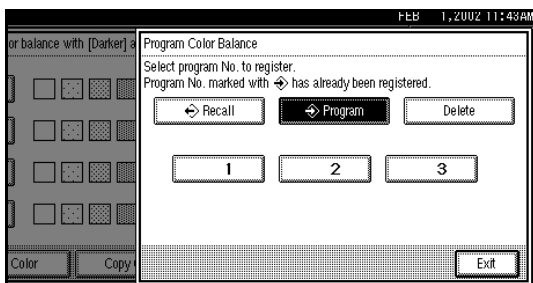 FEB 1,2002 11:43AM
or balance with [Darker] a
Program Color Balance
Select program No. to register.
Program No. marked with has already been registered.
Recall
Program
Delete
1
2
3
Color
Copy
Exit